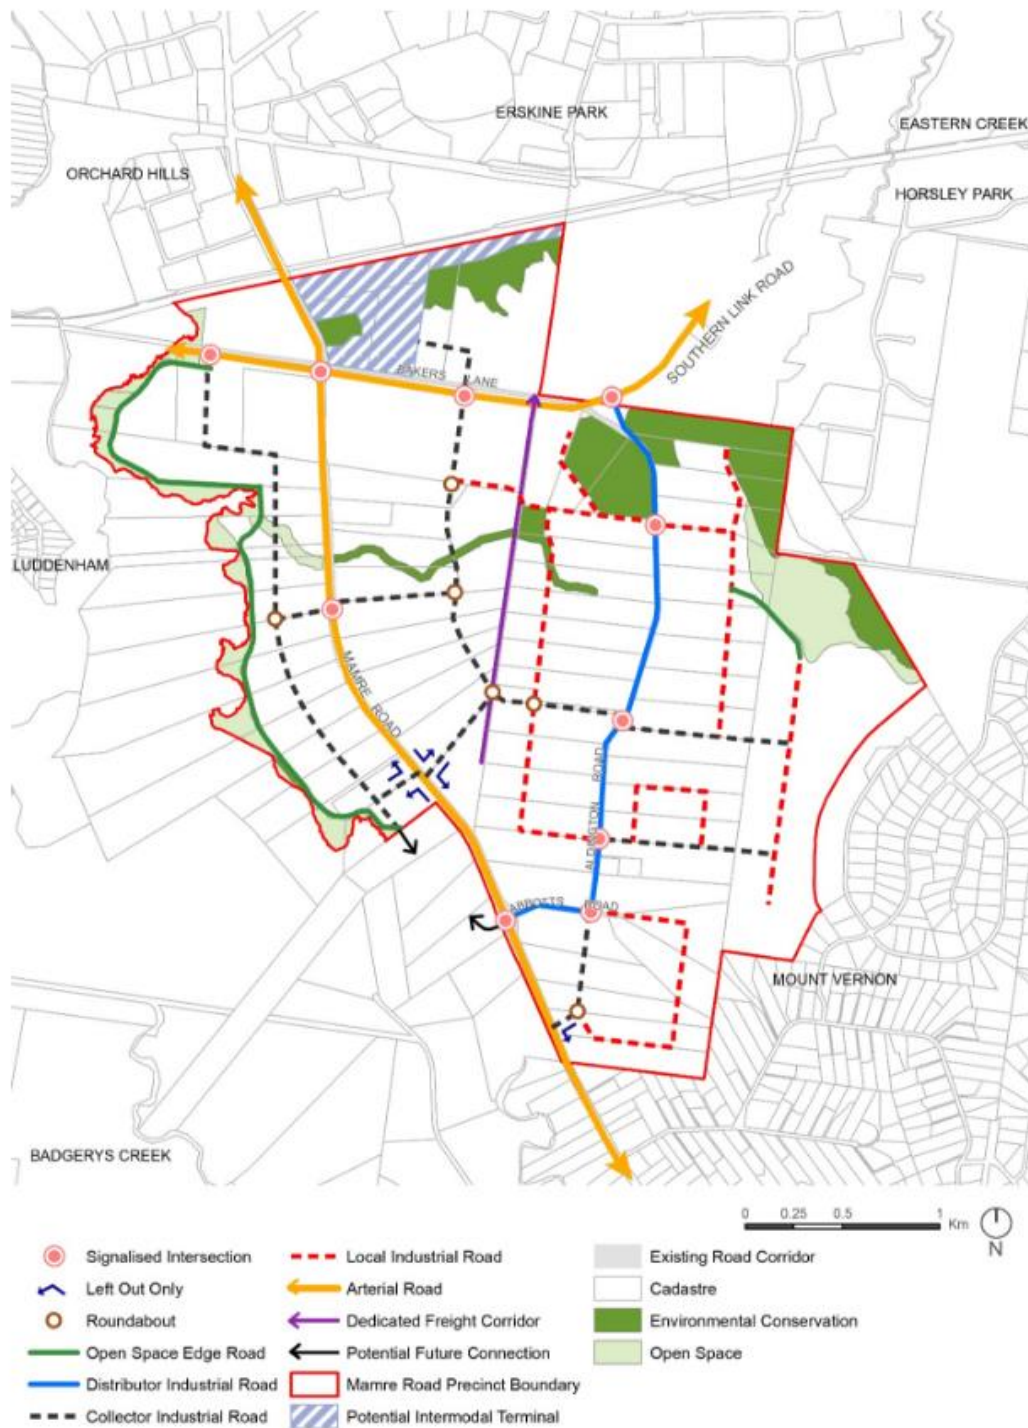 ERSKINE PARK
EASTERN CREEK
ORCHARD HILLS
HORSLEY PARK
SOUTHERN LINK ROAD
BAKERS LANE
LUDDENHAM
MAMRE ROAD
ALDINGTON ROAD
ABBOTTS ROAD
MOUNT VERNON
BADGERYS CREEK
0 0.25 0.5 1 Km
N
Signalised Intersection
Left Out Only
Roundabout
Open Space Edge Road
Distributor Industrial Road
Collector Industrial Road
Local Industrial Road
Arterial Road
Dedicated Freight Corridor
Potential Future Connection
Mamre Road Precinct Boundary
Potential Intermodal Terminal
Existing Road Corridor
Cadastre
Environmental Conservation
Open Space